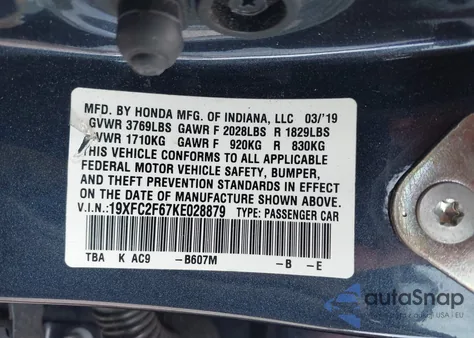 MFD. BY HONDA MFG. OF INDIANA, LLC 03/'19
GVWR 3769LBS GAWR F 2028LBS R 1829LBS
VWR 1710KG GAWR F 920KG R 830KG
THIS VEHICLE CONFORMS TO ALL APPLICABLE
FEDERAL MOTOR VEHICLE SAFETY, BUMPER,
AND THEFT PREVENTION STANDARDS IN EFFECT
ON THE DATE OF MANUFACTURE SHOWN ABOVE.
V.I.N.:19XFC2F67KE028879 TYPE: PASSENGER CAR
TBA K AC9 -B607M -B -E
autoSnap